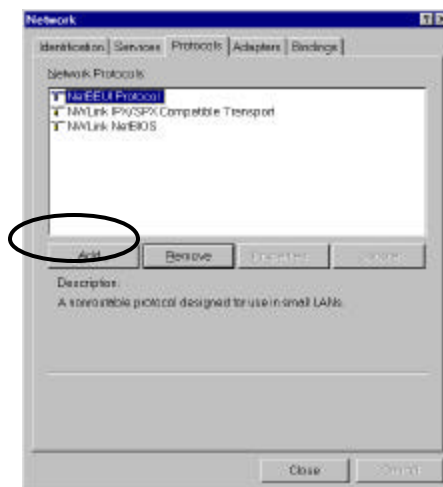 Network
Identification Services Protocols Adapters Bindings
Network Protocols:
NetBEUI Protocol
NWLink IPX/SPX Compatible Transport
NWLink NetBIOS
Add... Remove
Description:
A nonroutable protocol designed for use in small LANs.
Close Cancel